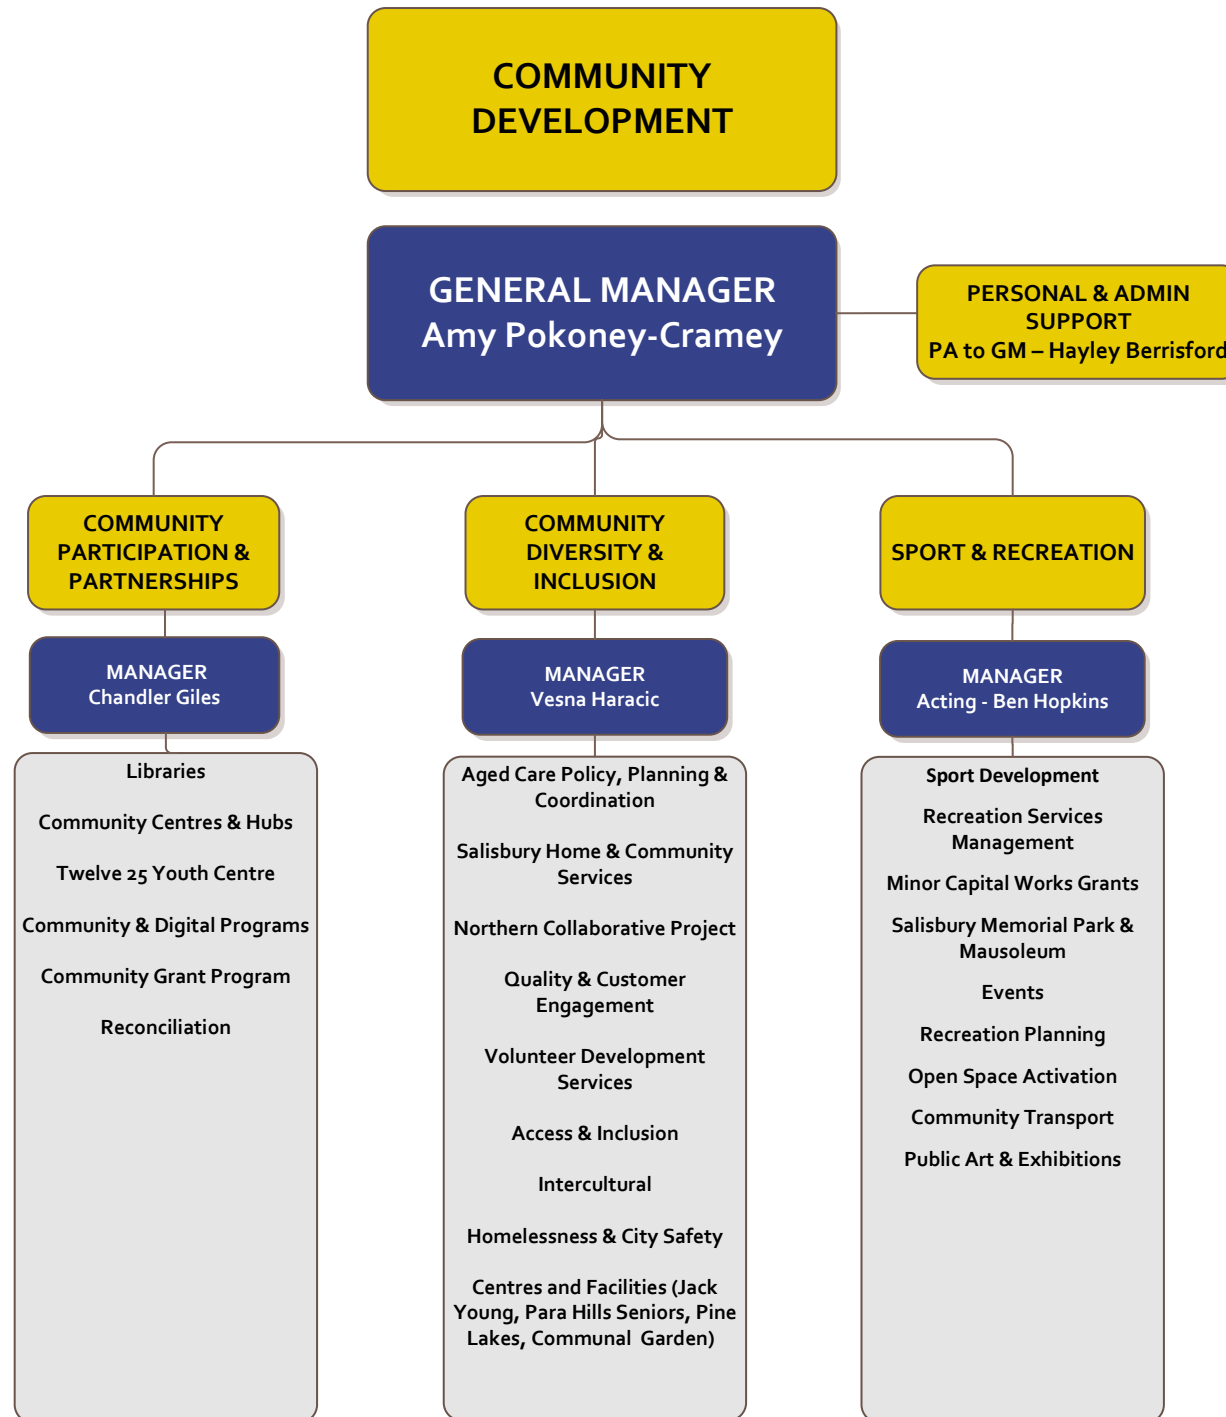 COMMUNITY
DEVELOPMENT
GENERAL MANAGER
Amy Pokoney-Cramey
PERSONAL & ADMIN
SUPPORT
PA to GM – Hayley Berrisford
COMMUNITY
PARTICIPATION &
PARTNERSHIPS
MANAGER
Chandler Giles
Libraries
Community Centres & Hubs
Twelve 25 Youth Centre
Community & Digital Programs
Community Grant Program
Reconciliation
COMMUNITY
DIVERSITY &
INCLUSION
MANAGER
Vesna Haracic
Aged Care Policy, Planning &
Coordination
Salisbury Home & Community
Services
Northern Collaborative Project
Quality & Customer
Engagement
Volunteer Development
Services
Access & Inclusion
Intercultural
Homelessness & City Safety
Centres and Facilities (Jack
Young, Para Hills Seniors, Pine
Lakes, Communal Garden)
SPORT & RECREATION
MANAGER
Acting - Ben Hopkins
Sport Development
Recreation Services
Management
Minor Capital Works Grants
Salisbury Memorial Park &
Mausoleum
Events
Recreation Planning
Open Space Activation
Community Transport
Public Art & Exhibitions